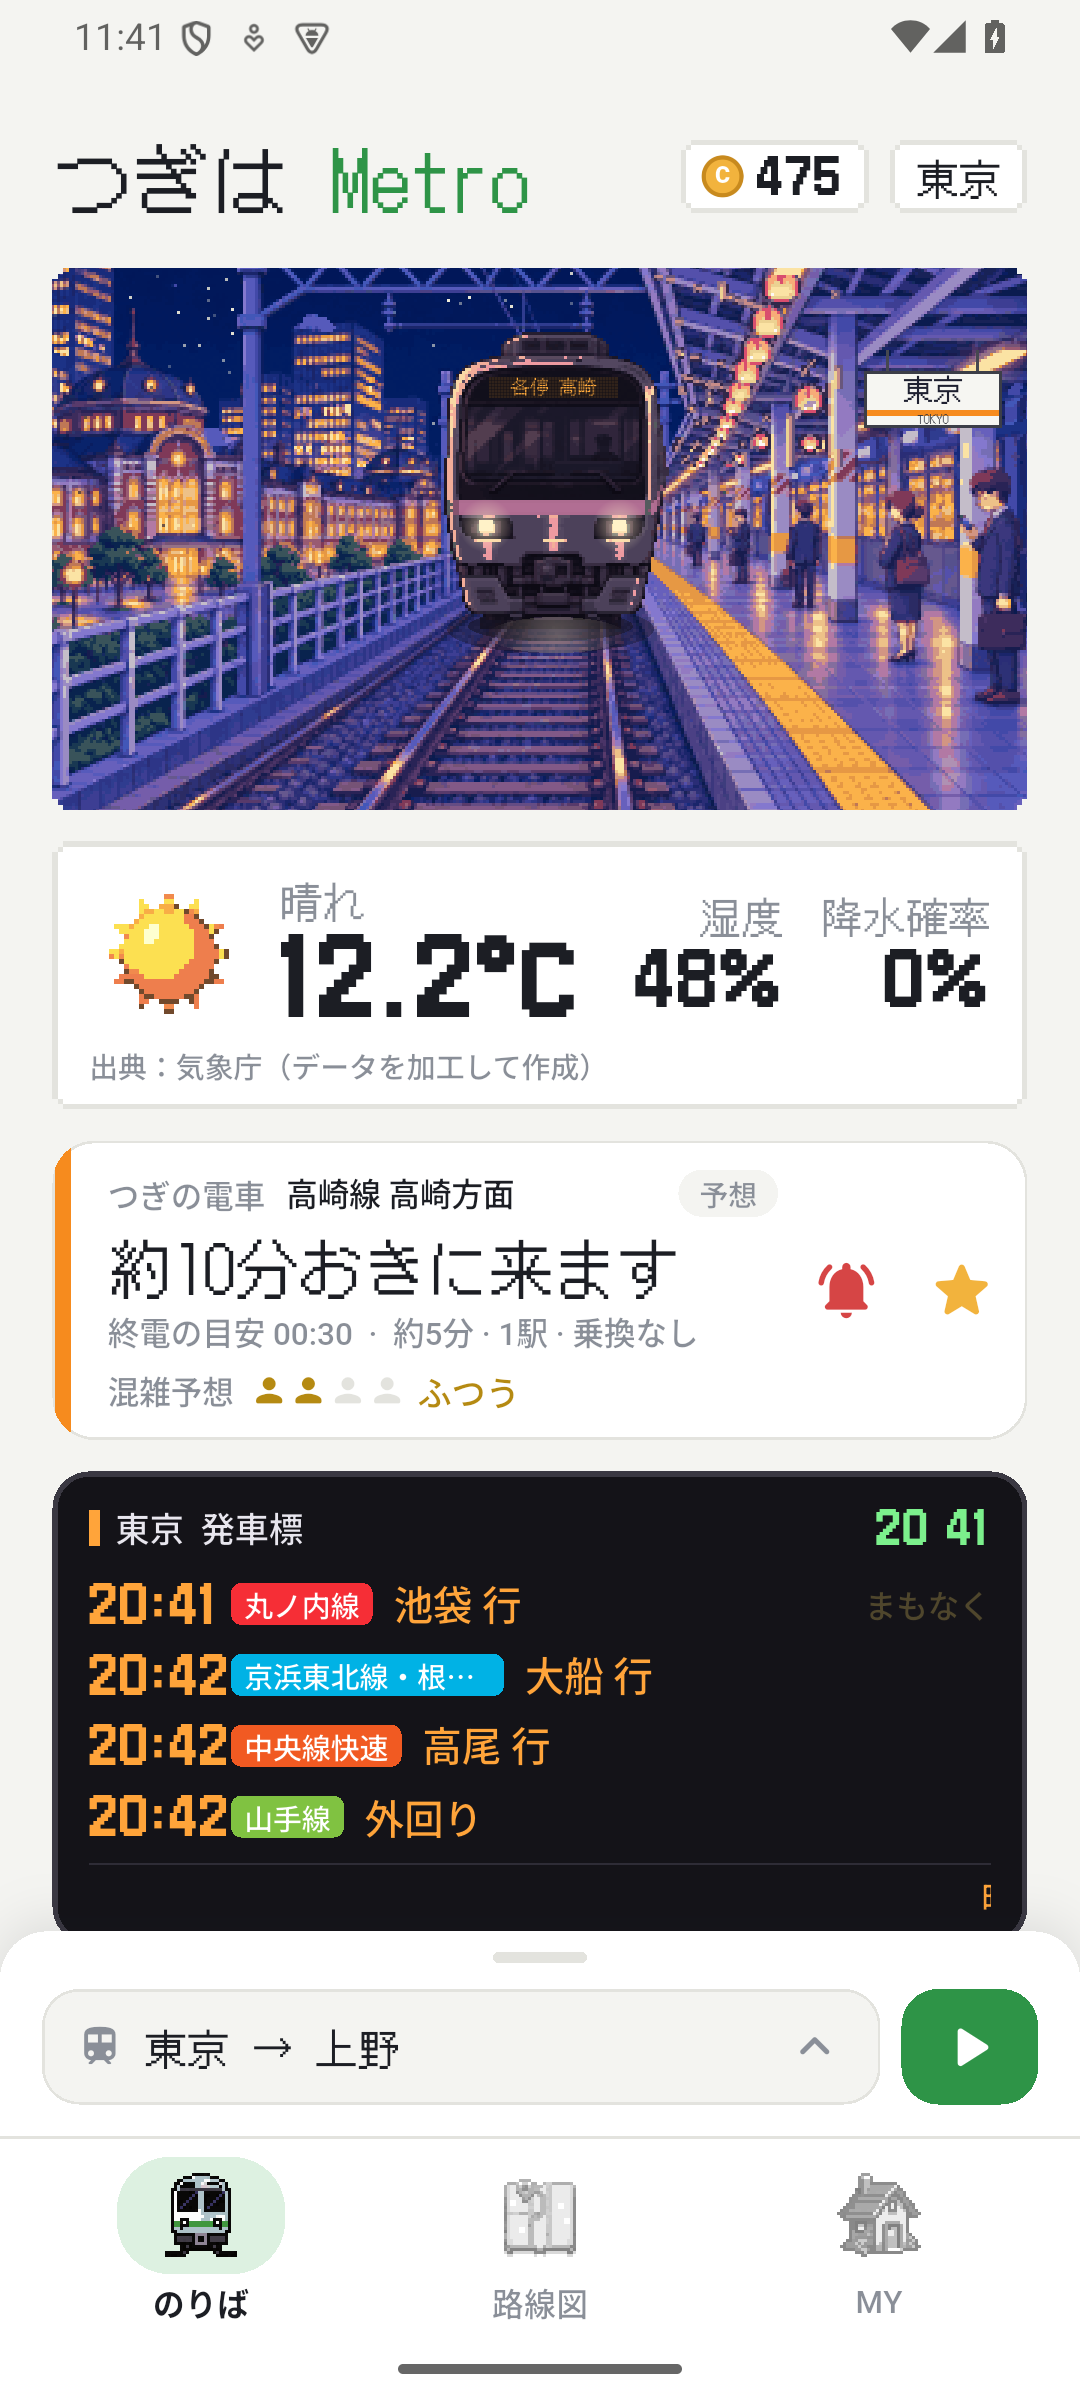 11:41
つぎは Metro
C 475
東京
各停 高崎
東京
TOKYO
晴れ
12.2°C
湿度
48%
降水確率
0%
出典：気象庁（データを加工して作成）
つぎの電車 高崎線 高崎方面 予想
約10分おきに来ます
終電の目安 00:30 · 約5分 · 1駅 · 乗換なし
混雑予想 ふつう
東京 発車標 20 41
20:41 丸ノ内線 池袋 行 まもなく
20:42 京浜東北線・根… 大船 行
20:42 中央線快速 高尾 行
20:42 山手線 外回り
東京 → 上野
のりば
路線図
MY